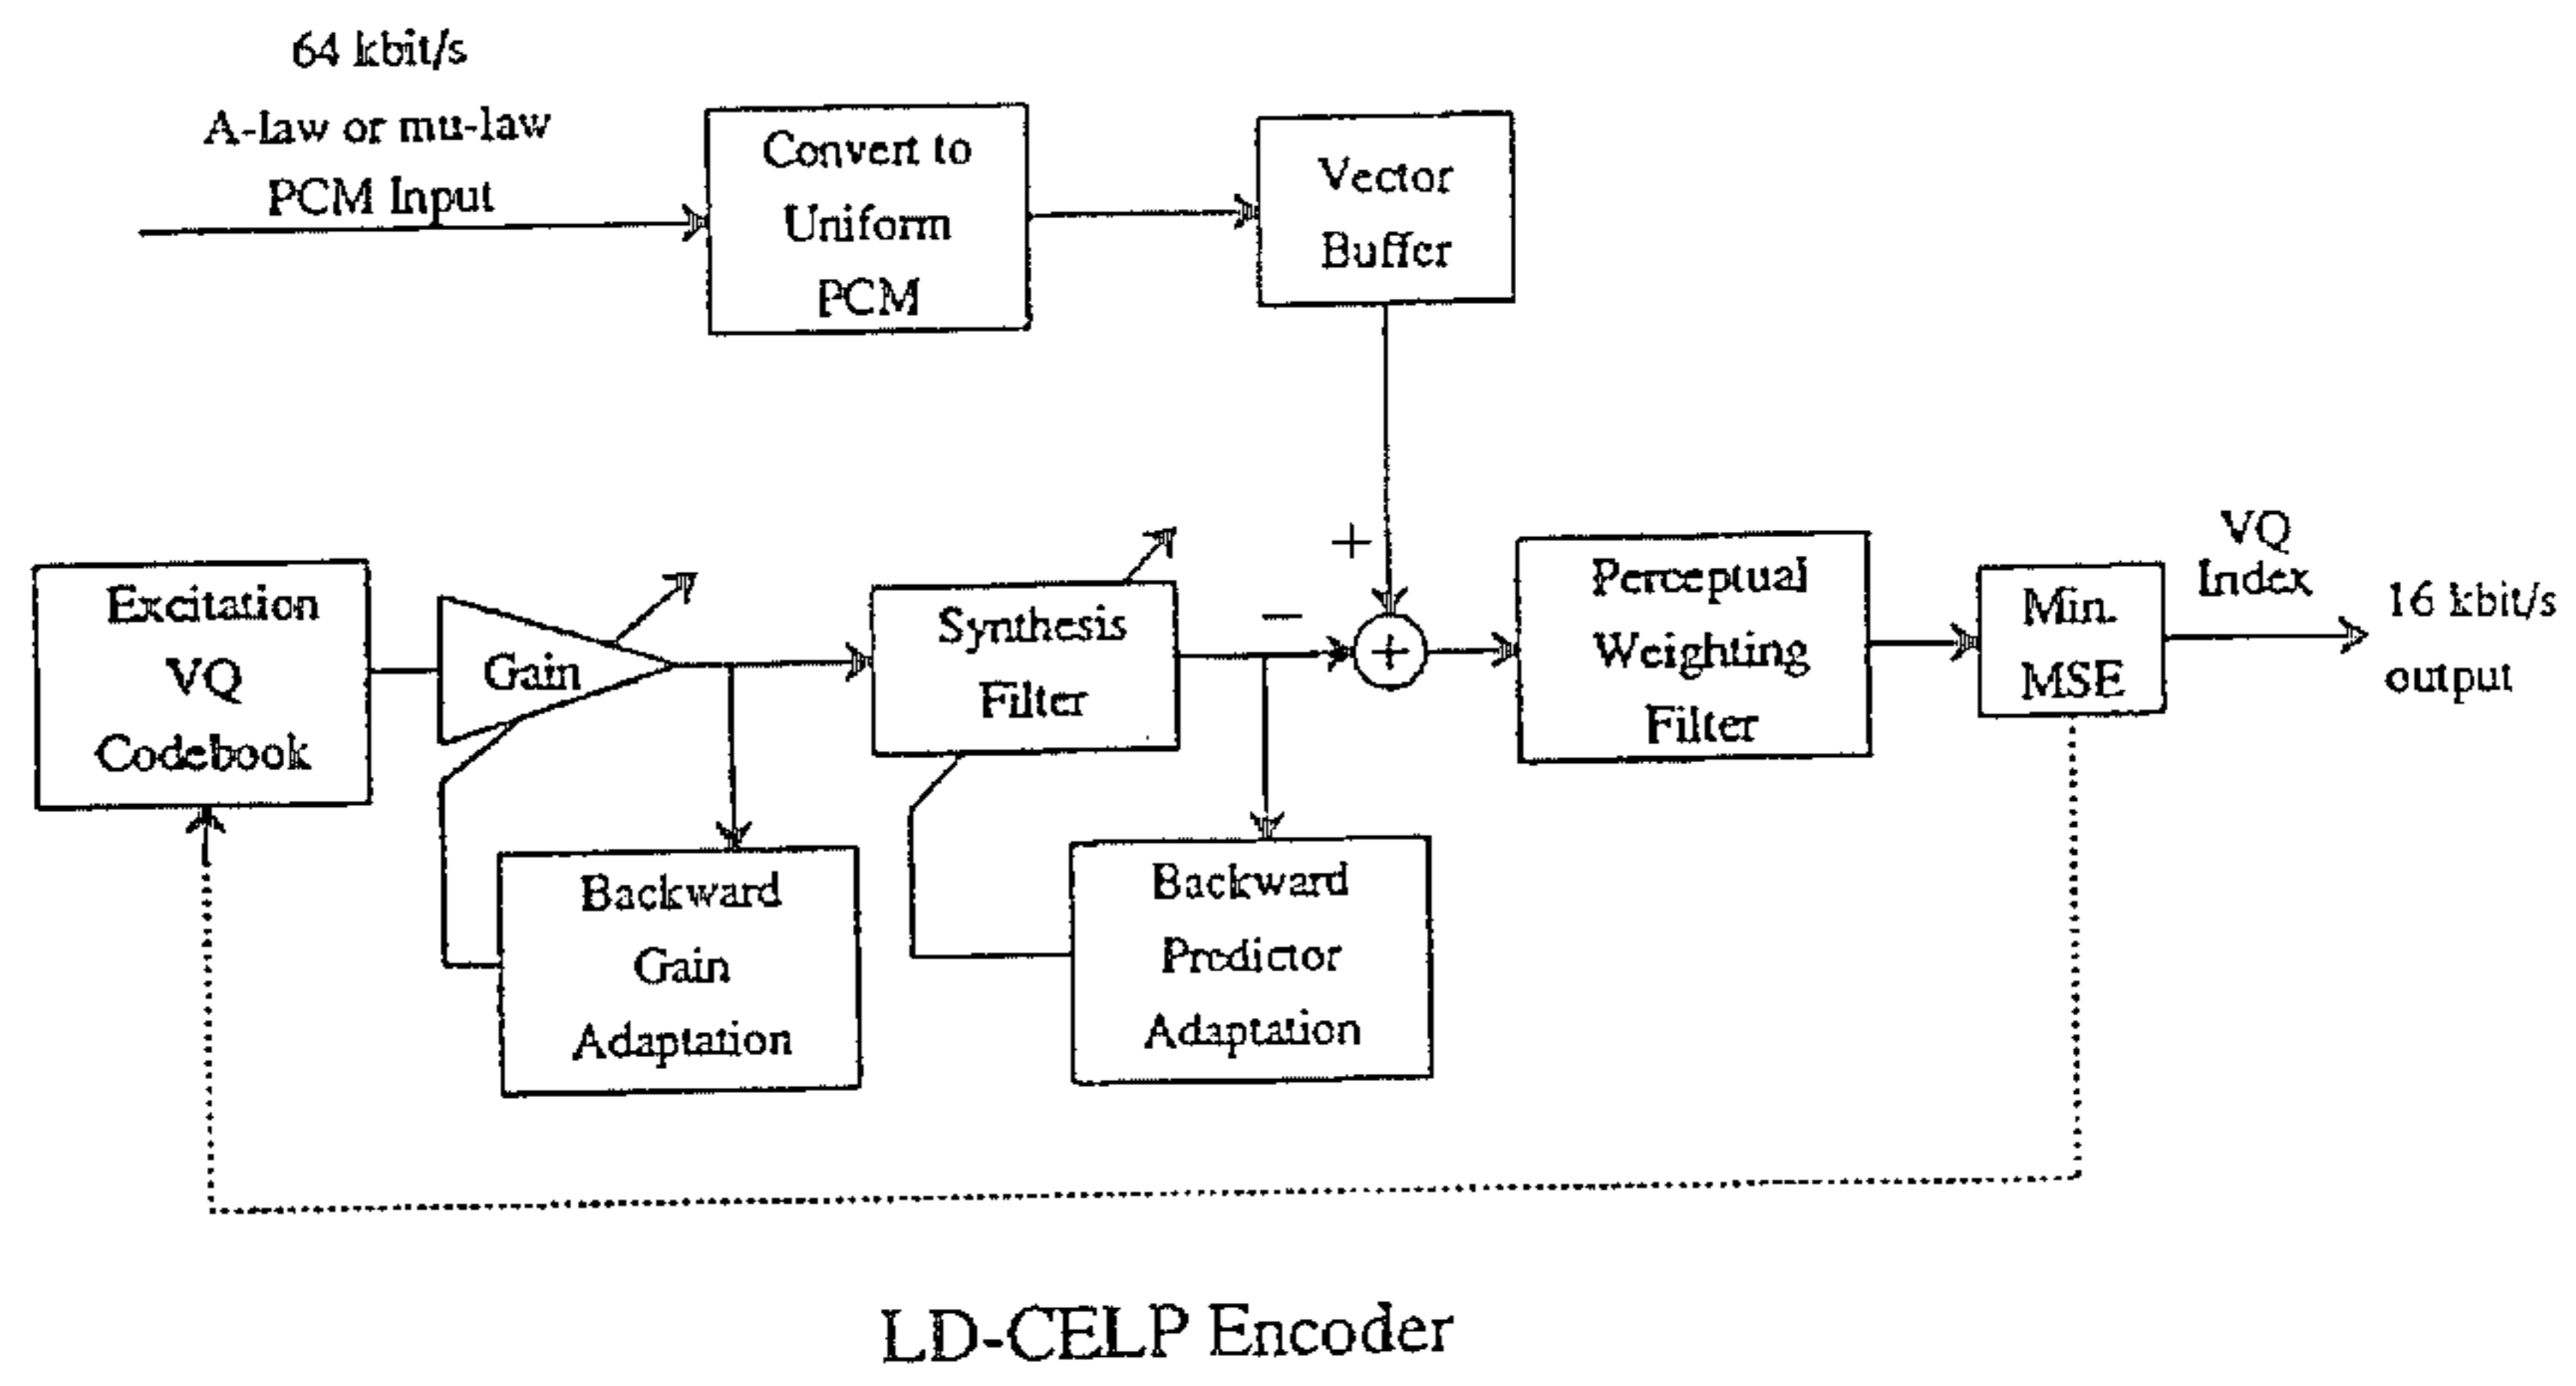 64 kbit/s
A-law or mu-law
PCM Input
Convert to
Uniform
PCM
Vector
Buffer
+
−
Excitation
VQ
Codebook
Gain
Synthesis
Filter
+
Perceptual
Weighting
Filter
Min.
MSE
VQ
Index
16 kbit/s
output
Backward
Gain
Adaptation
Backward
Predictor
Adaptation
LD-CELP Encoder